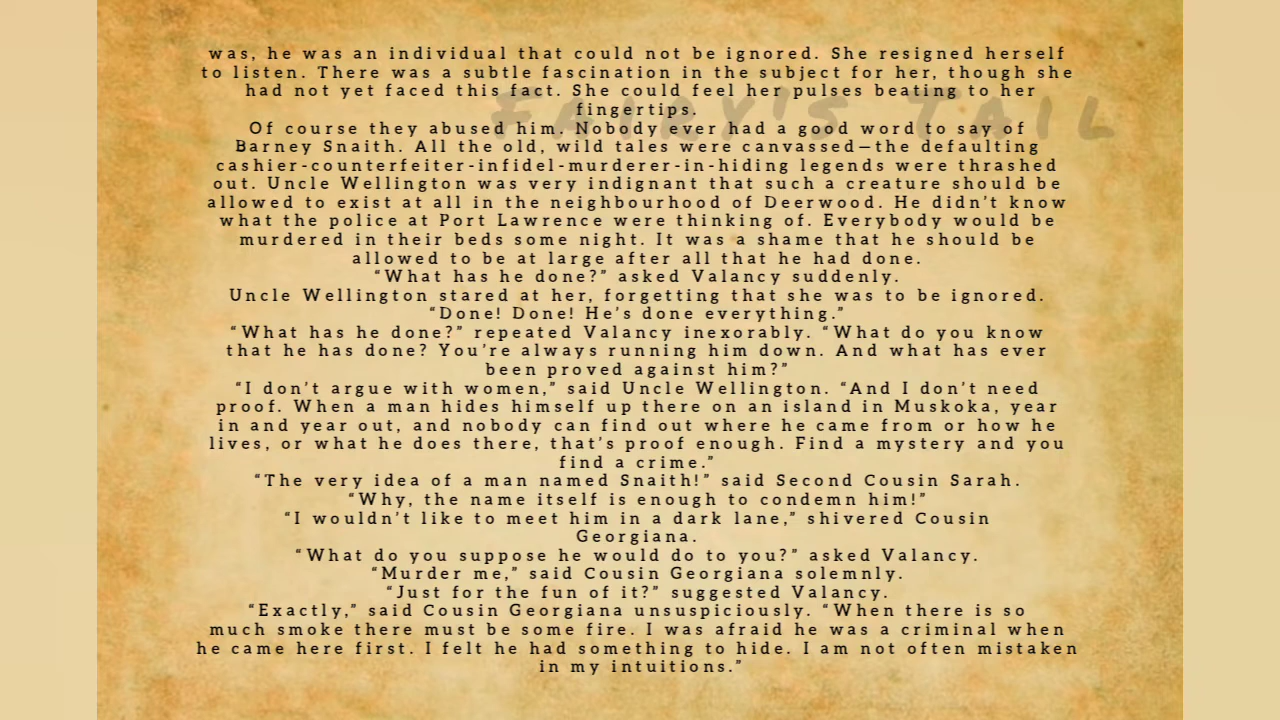 was, he was an individual that could not be ignored. She resigned herself
to listen. There was a subtle fascination in the subject for her, though she
had not yet faced this fact. She could feel her pulses beating to her
fingertips.
FAIRY'S TAIL
Of course they abused him. Nobody ever had a good word to say of
Barney Snaith. All the old, wild tales were canvassed—the defaulting
cashier-counterfeiter-infidel-murderer-in-hiding legends were thrashed
out. Uncle Wellington was very indignant that such a creature should be
allowed to exist at all in the neighbourhood of Deerwood. He didn't know
what the police at Port Lawrence were thinking of. Everybody would be
murdered in their beds some night. It was a shame that he should be
allowed to be at large after all that he had done.
“What has he done?” asked Valancy suddenly.
Uncle Wellington stared at her, forgetting that she was to be ignored.
“Done! Done! He's done everything.”
“What has he done?” repeated Valancy inexorably. “What do you know
that he has done? You're always running him down. And what has ever
been proved against him?”
“I don't argue with women,” said Uncle Wellington. “And I don't need
proof. When a man hides himself up there on an island in Muskoka, year
in and year out, and nobody can find out where he came from or how he
lives, or what he does there, that's proof enough. Find a mystery and you
find a crime.”
“The very idea of a man named Snaith!” said Second Cousin Sarah.
“Why, the name itself is enough to condemn him!”
“I wouldn't like to meet him in a dark lane,” shivered Cousin
Georgiana.
“What do you suppose he would do to you?” asked Valancy.
“Murder me,” said Cousin Georgiana solemnly.
“Just for the fun of it?” suggested Valancy.
“Exactly,” said Cousin Georgiana unsuspiciously. “When there is so
much smoke there must be some fire. I was afraid he was a criminal when
he came here first. I felt he had something to hide. I am not often mistaken
in my intuitions.”